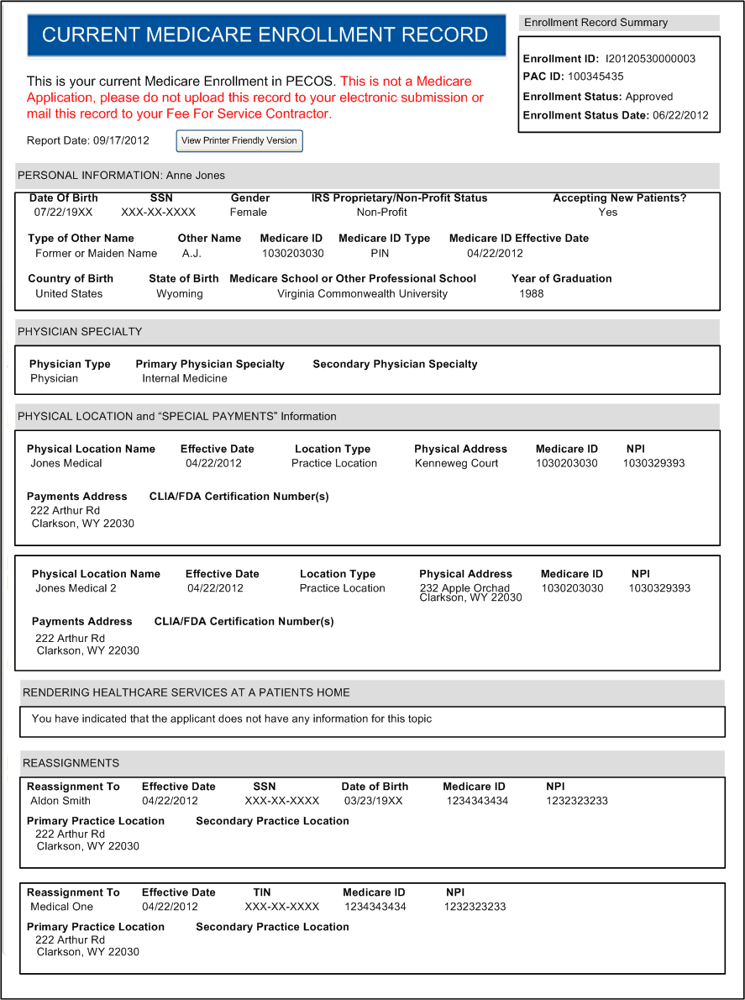 CURRENT MEDICARE ENROLLMENT RECORD
Enrollment Record Summary
Enrollment ID: I20120530000003
PAC ID: 100345435
Enrollment Status: Approved
Enrollment Status Date: 06/22/2012
This is your current Medicare Enrollment in PECOS. This is not a Medicare
Application, please do not upload this record to your electronic submission or
mail this record to your Fee For Service Contractor.
Report Date: 09/17/2012 View Printer Friendly Version
PERSONAL INFORMATION: Anne Jones
Date Of Birth SSN Gender IRS Proprietary/Non-Profit Status Accepting New Patients?
07/22/19XX XXX-XX-XXXX Female Non-Profit Yes
Type of Other Name Other Name Medicare ID Medicare ID Type Medicare ID Effective Date
Former or Maiden Name A.J. 1030203030 PIN 04/22/2012
Country of Birth State of Birth Medicare School or Other Professional School Year of Graduation
United States Wyoming Virginia Commonwealth University 1988
PHYSICIAN SPECIALTY
Physician Type Primary Physician Specialty Secondary Physician Specialty
Physician Internal Medicine
PHYSICAL LOCATION and “SPECIAL PAYMENTS” Information
Physical Location Name Effective Date Location Type Physical Address Medicare ID NPI
Jones Medical 04/22/2012 Practice Location Kenneweg Court 1030203030 1030329393
Payments Address CLIA/FDA Certification Number(s)
222 Arthur Rd
Clarkson, WY 22030
Physical Location Name Effective Date Location Type Physical Address Medicare ID NPI
Jones Medical 2 04/22/2012 Practice Location 232 Apple Orchad 1030203030 1030329393
Clarkson, WY 22030
Payments Address CLIA/FDA Certification Number(s)
222 Arthur Rd
Clarkson, WY 22030
RENDERING HEALTHCARE SERVICES AT A PATIENTS HOME
You have indicated that the applicant does not have any information for this topic
REASSIGNMENTS
Reassignment To Effective Date SSN Date of Birth Medicare ID NPI
Aldon Smith 04/22/2012 XXX-XX-XXXX 03/23/19XX 1234343434 1232323233
Primary Practice Location Secondary Practice Location
222 Arthur Rd
Clarkson, WY 22030
Reassignment To Effective Date TIN Medicare ID NPI
Medical One 04/22/2012 XXX-XX-XXXX 1234343434 1232323233
Primary Practice Location Secondary Practice Location
222 Arthur Rd
Clarkson, WY 22030